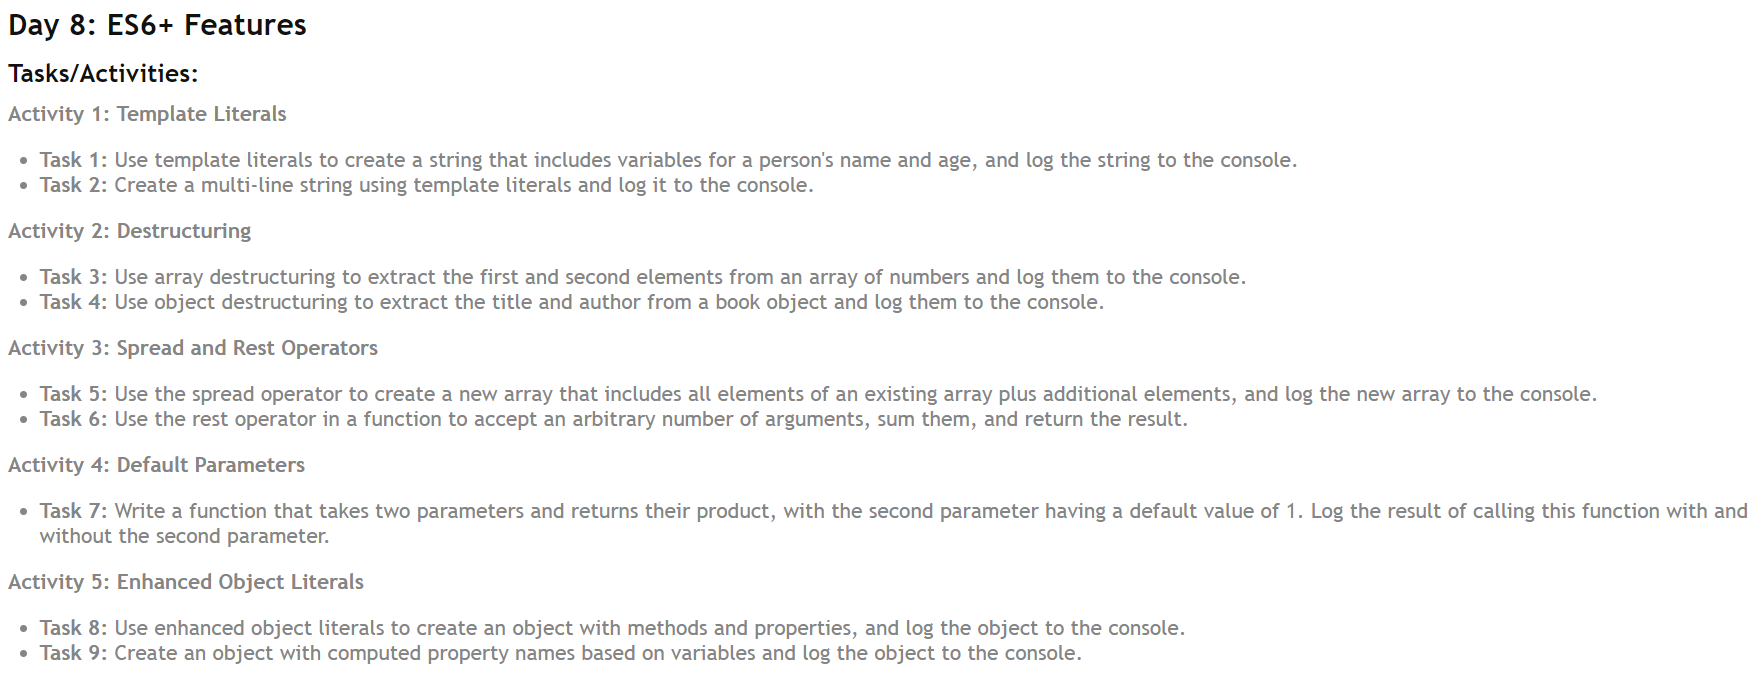 Day 8: ES6+ Features
Tasks/Activities:
Activity 1: Template Literals
• Task 1: Use template literals to create a string that includes variables for a person's name and age, and log the string to the console.
• Task 2: Create a multi-line string using template literals and log it to the console.
Activity 2: Destructuring
• Task 3: Use array destructuring to extract the first and second elements from an array of numbers and log them to the console.
• Task 4: Use object destructuring to extract the title and author from a book object and log them to the console.
Activity 3: Spread and Rest Operators
• Task 5: Use the spread operator to create a new array that includes all elements of an existing array plus additional elements, and log the new array to the console.
• Task 6: Use the rest operator in a function to accept an arbitrary number of arguments, sum them, and return the result.
Activity 4: Default Parameters
• Task 7: Write a function that takes two parameters and returns their product, with the second parameter having a default value of 1. Log the result of calling this function with and
without the second parameter.
Activity 5: Enhanced Object Literals
• Task 8: Use enhanced object literals to create an object with methods and properties, and log the object to the console.
• Task 9: Create an object with computed property names based on variables and log the object to the console.